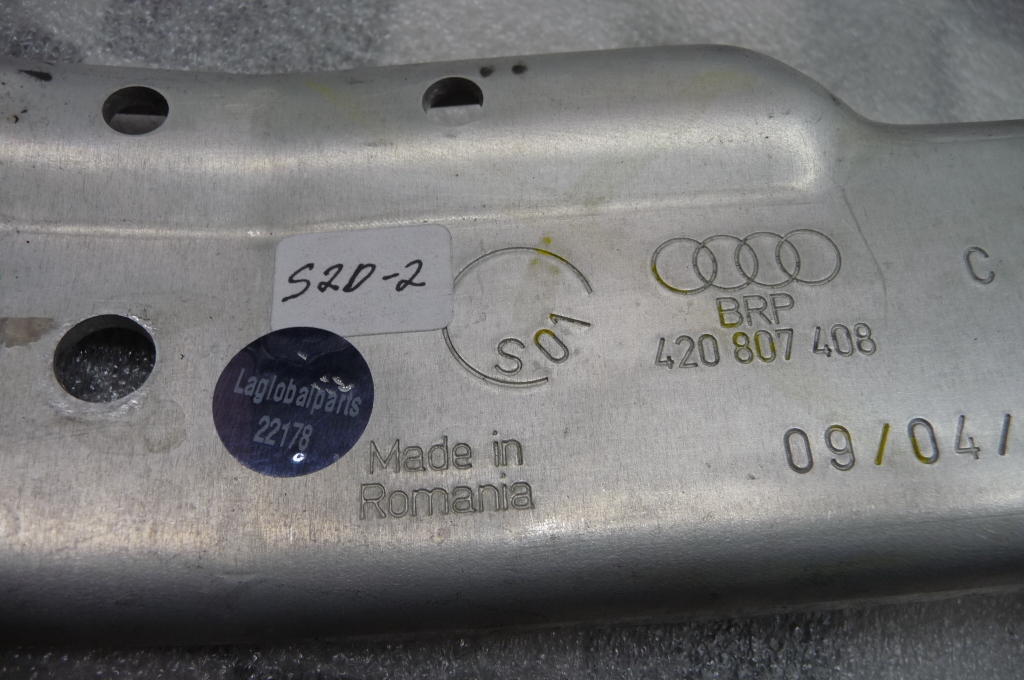 S2D-2
S01
BRP
420 807 408
C
Laglobalparts
22178
Made in
Romania
09/04/